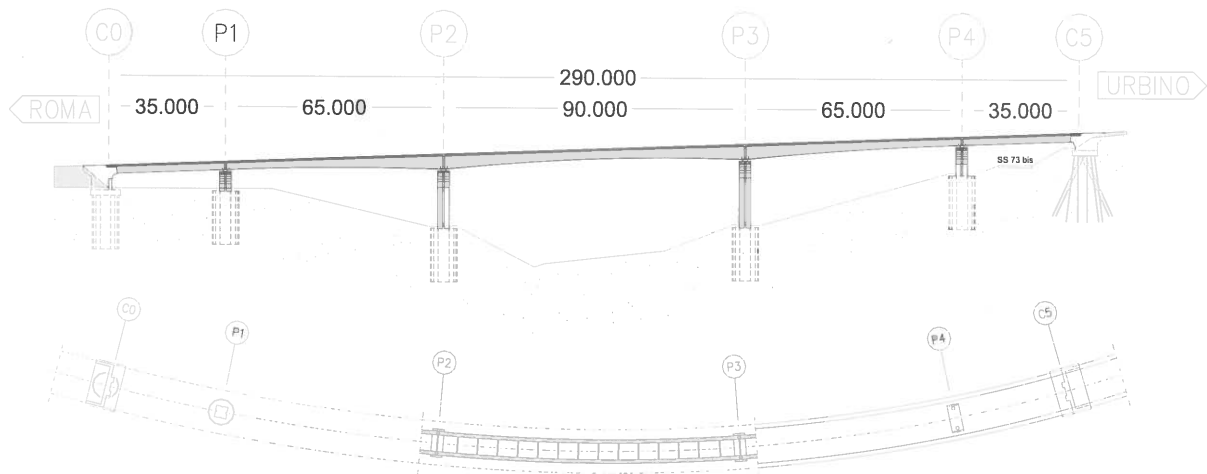 C0 P1 P2 P3 P4 C5
290.000
ROMA 35.000 65.000 90.000 65.000 35.000 URBINO
SS 73 bis
C0 P1 P2 P3 P4 C5